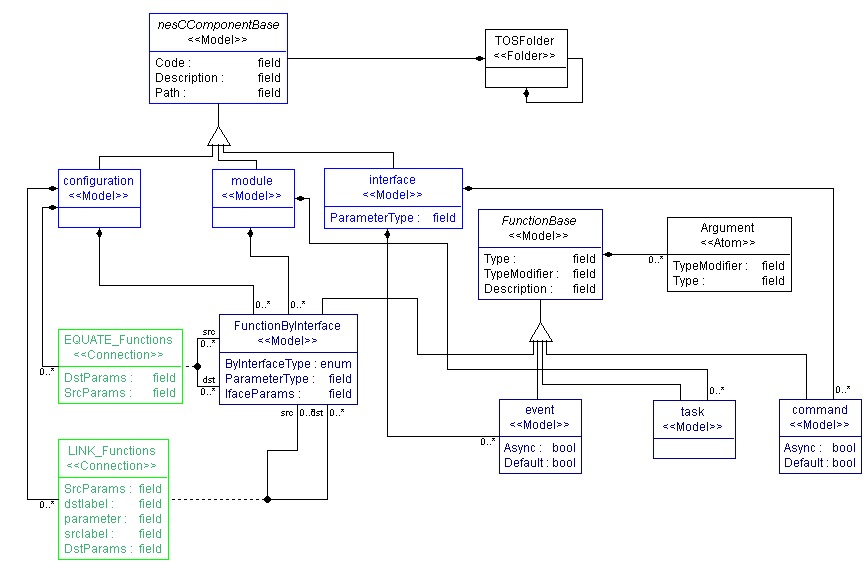 nesCComponentBase
<<Model>>
Code : field
Description : field
Path : field
TOSFolder
<<Folder>>
configuration
<<Model>>
module
<<Model>>
interface
<<Model>>
ParameterType : field
FunctionBase
<<Model>>
Type : field
TypeModifier : field
Description : field
Argument
<<Atom>>
TypeModifier : field
Type : field
0..*
0..*
0..*
FunctionByInterface
<<Model>>
ByInterfaceType : enum
ParameterType : field
IfaceParams : field
EQUATE_Functions
<<Connection>>
DstParams : field
SrcParams : field
src
0..*
dst
0..*
0..*
src
0..*
dst
0..*
0..*
0..*
0..*
event
<<Model>>
Async : bool
Default : bool
task
<<Model>>
command
<<Model>>
Async : bool
Default : bool
LINK_Functions
<<Connection>>
SrcParams : field
dstlabel : field
parameter : field
srclabel : field
DstParams : field
0..*